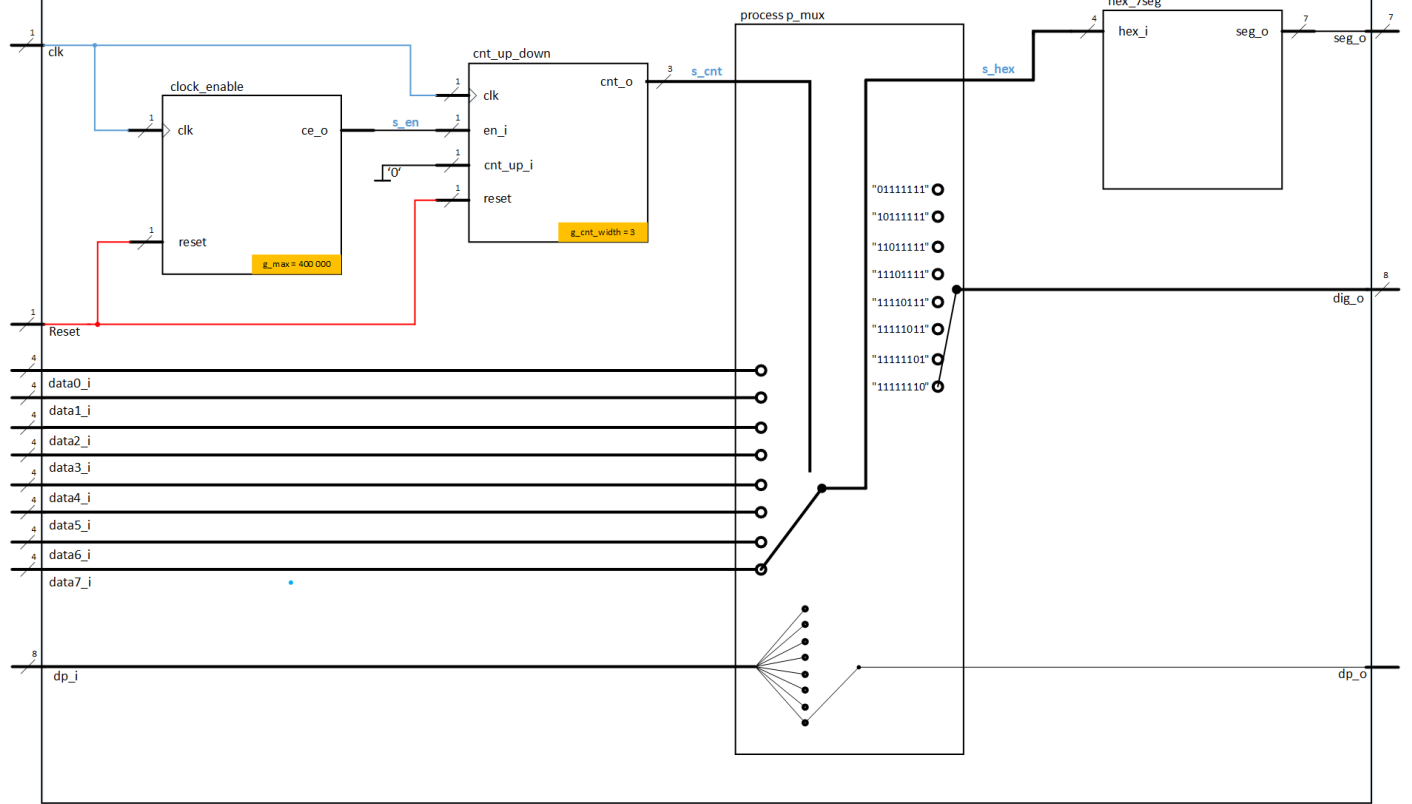 process p_mux
hex_7seg
1
clk
clock_enable
1
clk
ce_o
1
reset
g_max = 400 000
s_en
cnt_up_down
1
clk
cnt_o
1
en_i
'0'
1
cnt_up_i
1
reset
g_cnt_width = 3
3
s_cnt
s_hex
4
hex_i
seg_o
7
7
seg_o
"01111111"
"10111111"
"11011111"
"11101111"
"11110111"
"11111011"
"11111101"
"11111110"
8
dig_o
1
Reset
4
data0_i
4
data1_i
4
data2_i
4
data3_i
4
data4_i
4
data5_i
4
data6_i
4
data7_i
8
dp_i
dp_o